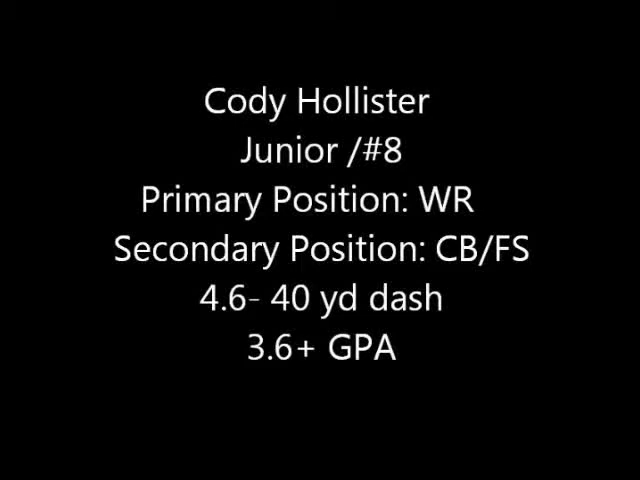 Cody Hollister
Junior /#8
Primary Position: WR
Secondary Position: CB/FS
4.6- 40 yd dash
3.6+ GPA